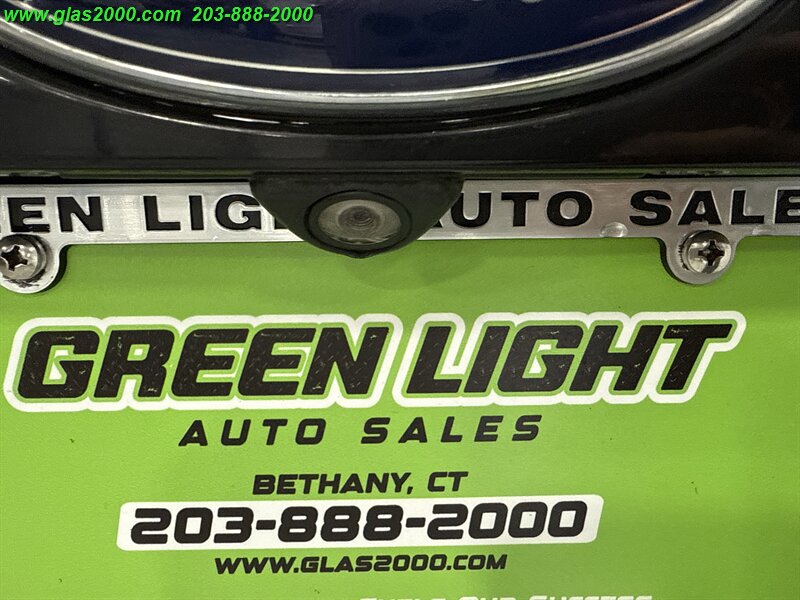 www.glas2000.com 203-888-2000
EEN LIG AUTO SALE
GREEN LIGHT
AUTO SALES
BETHANY, CT
203-888-2000
WWW.GLAS2000.COM